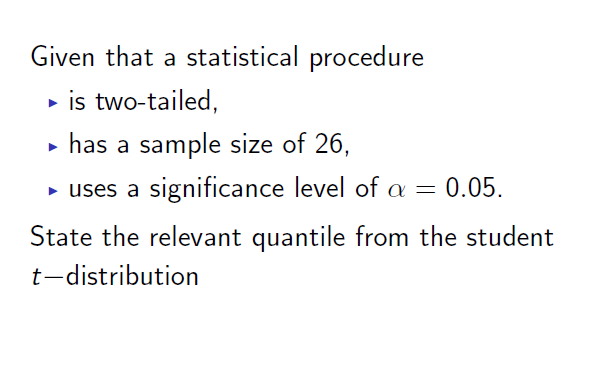 Given that a statistical procedure
▸ is two-tailed,
▸ has a sample size of 26,
▸ uses a significance level of α = 0.05.
State the relevant quantile from the student
t−distribution